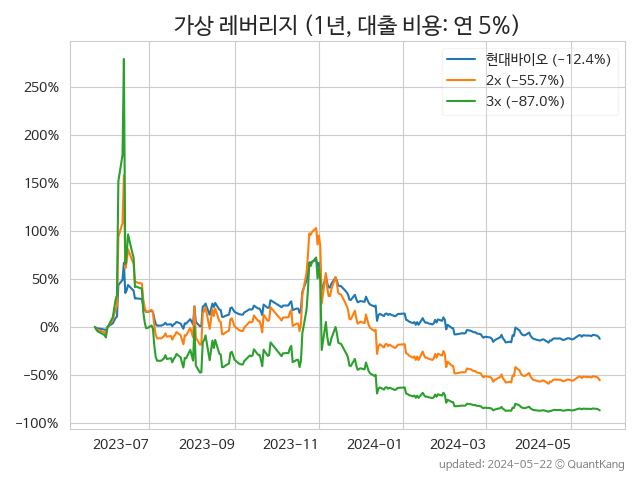 가상 레버리지 (1년, 대출 비용: 연 5%)
현대바이오 (-12.4%)
2x (-55.7%)
3x (-87.0%)
250%
200%
150%
100%
50%
0%
-50%
-100%
2023-07 2023-09 2023-11 2024-01 2024-03 2024-05
updated: 2024-05-22 © QuantKang